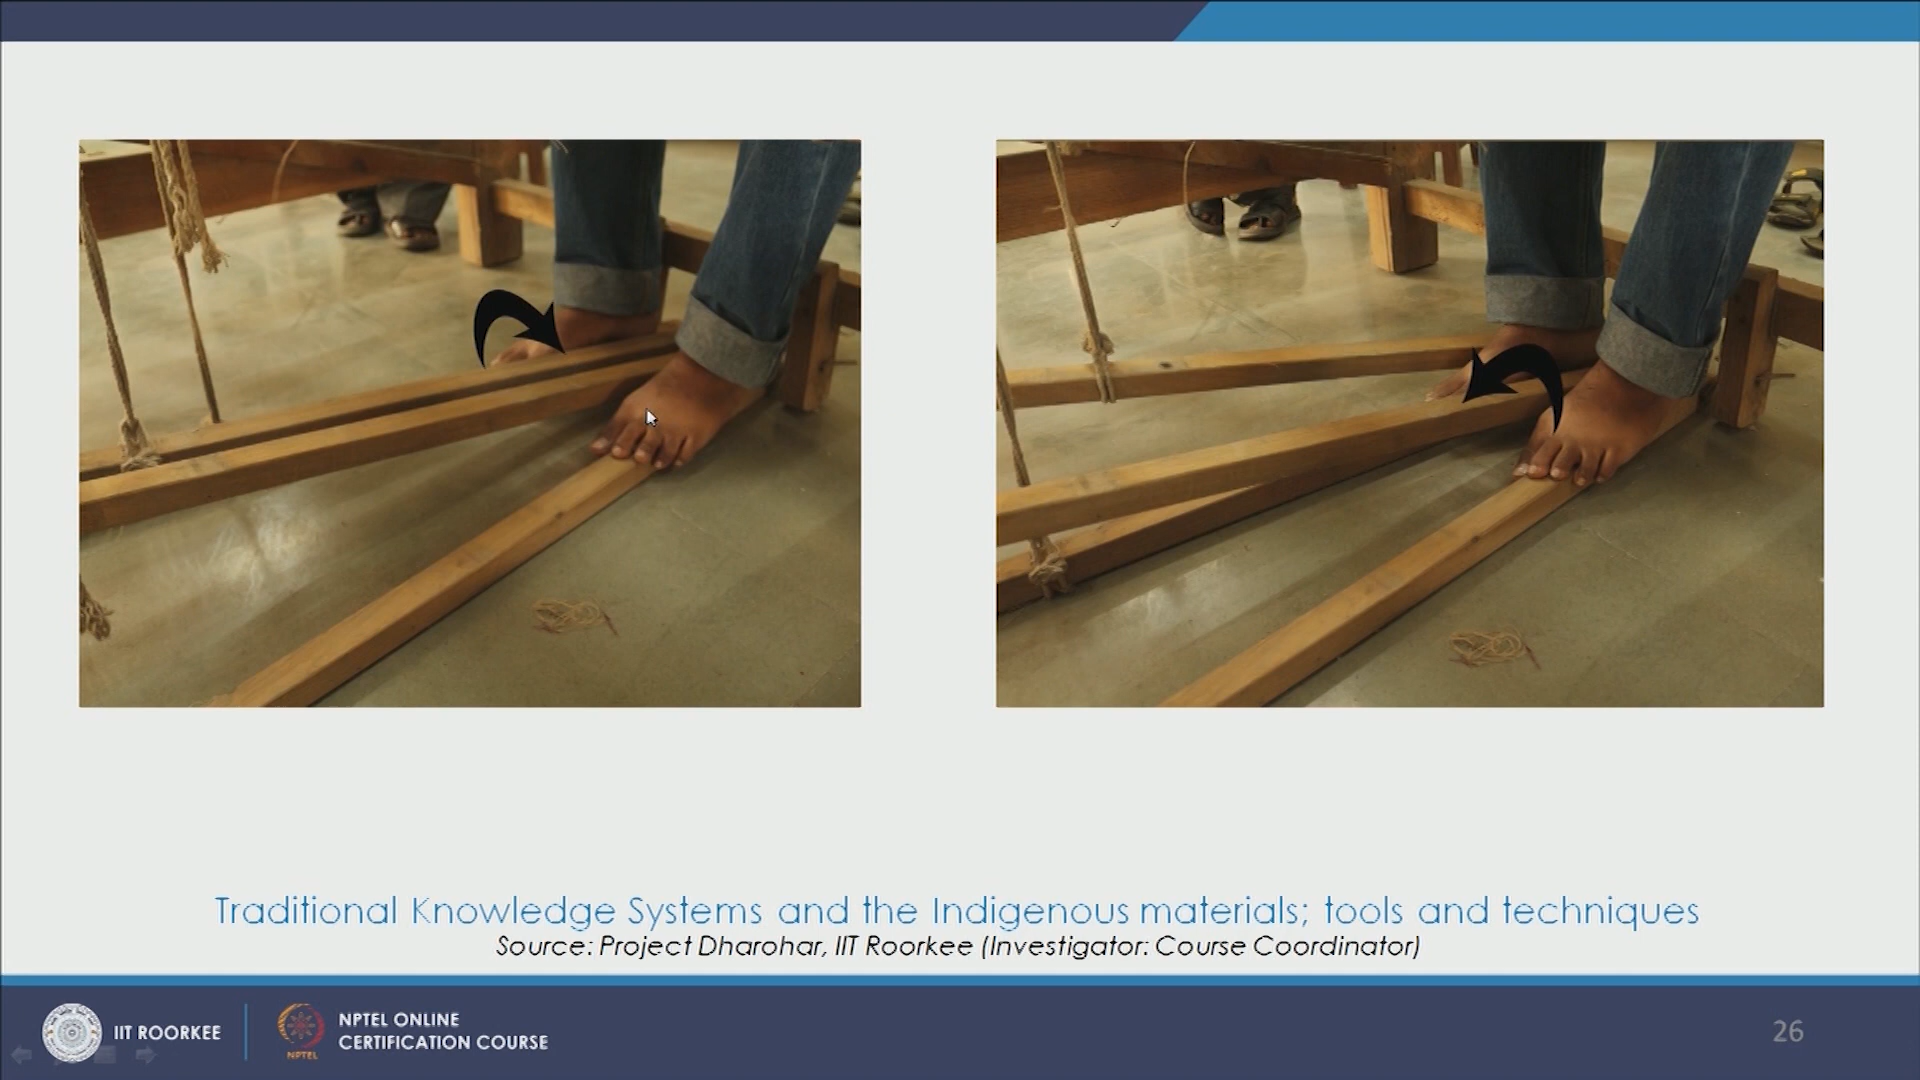 Traditional Knowledge Systems and the Indigenous materials; tools and techniques
Source: Project Dharohar, IIT Roorkee (Investigator: Course Coordinator)
IIT ROORKEE
NPTEL
NPTEL ONLINE
CERTIFICATION COURSE
26